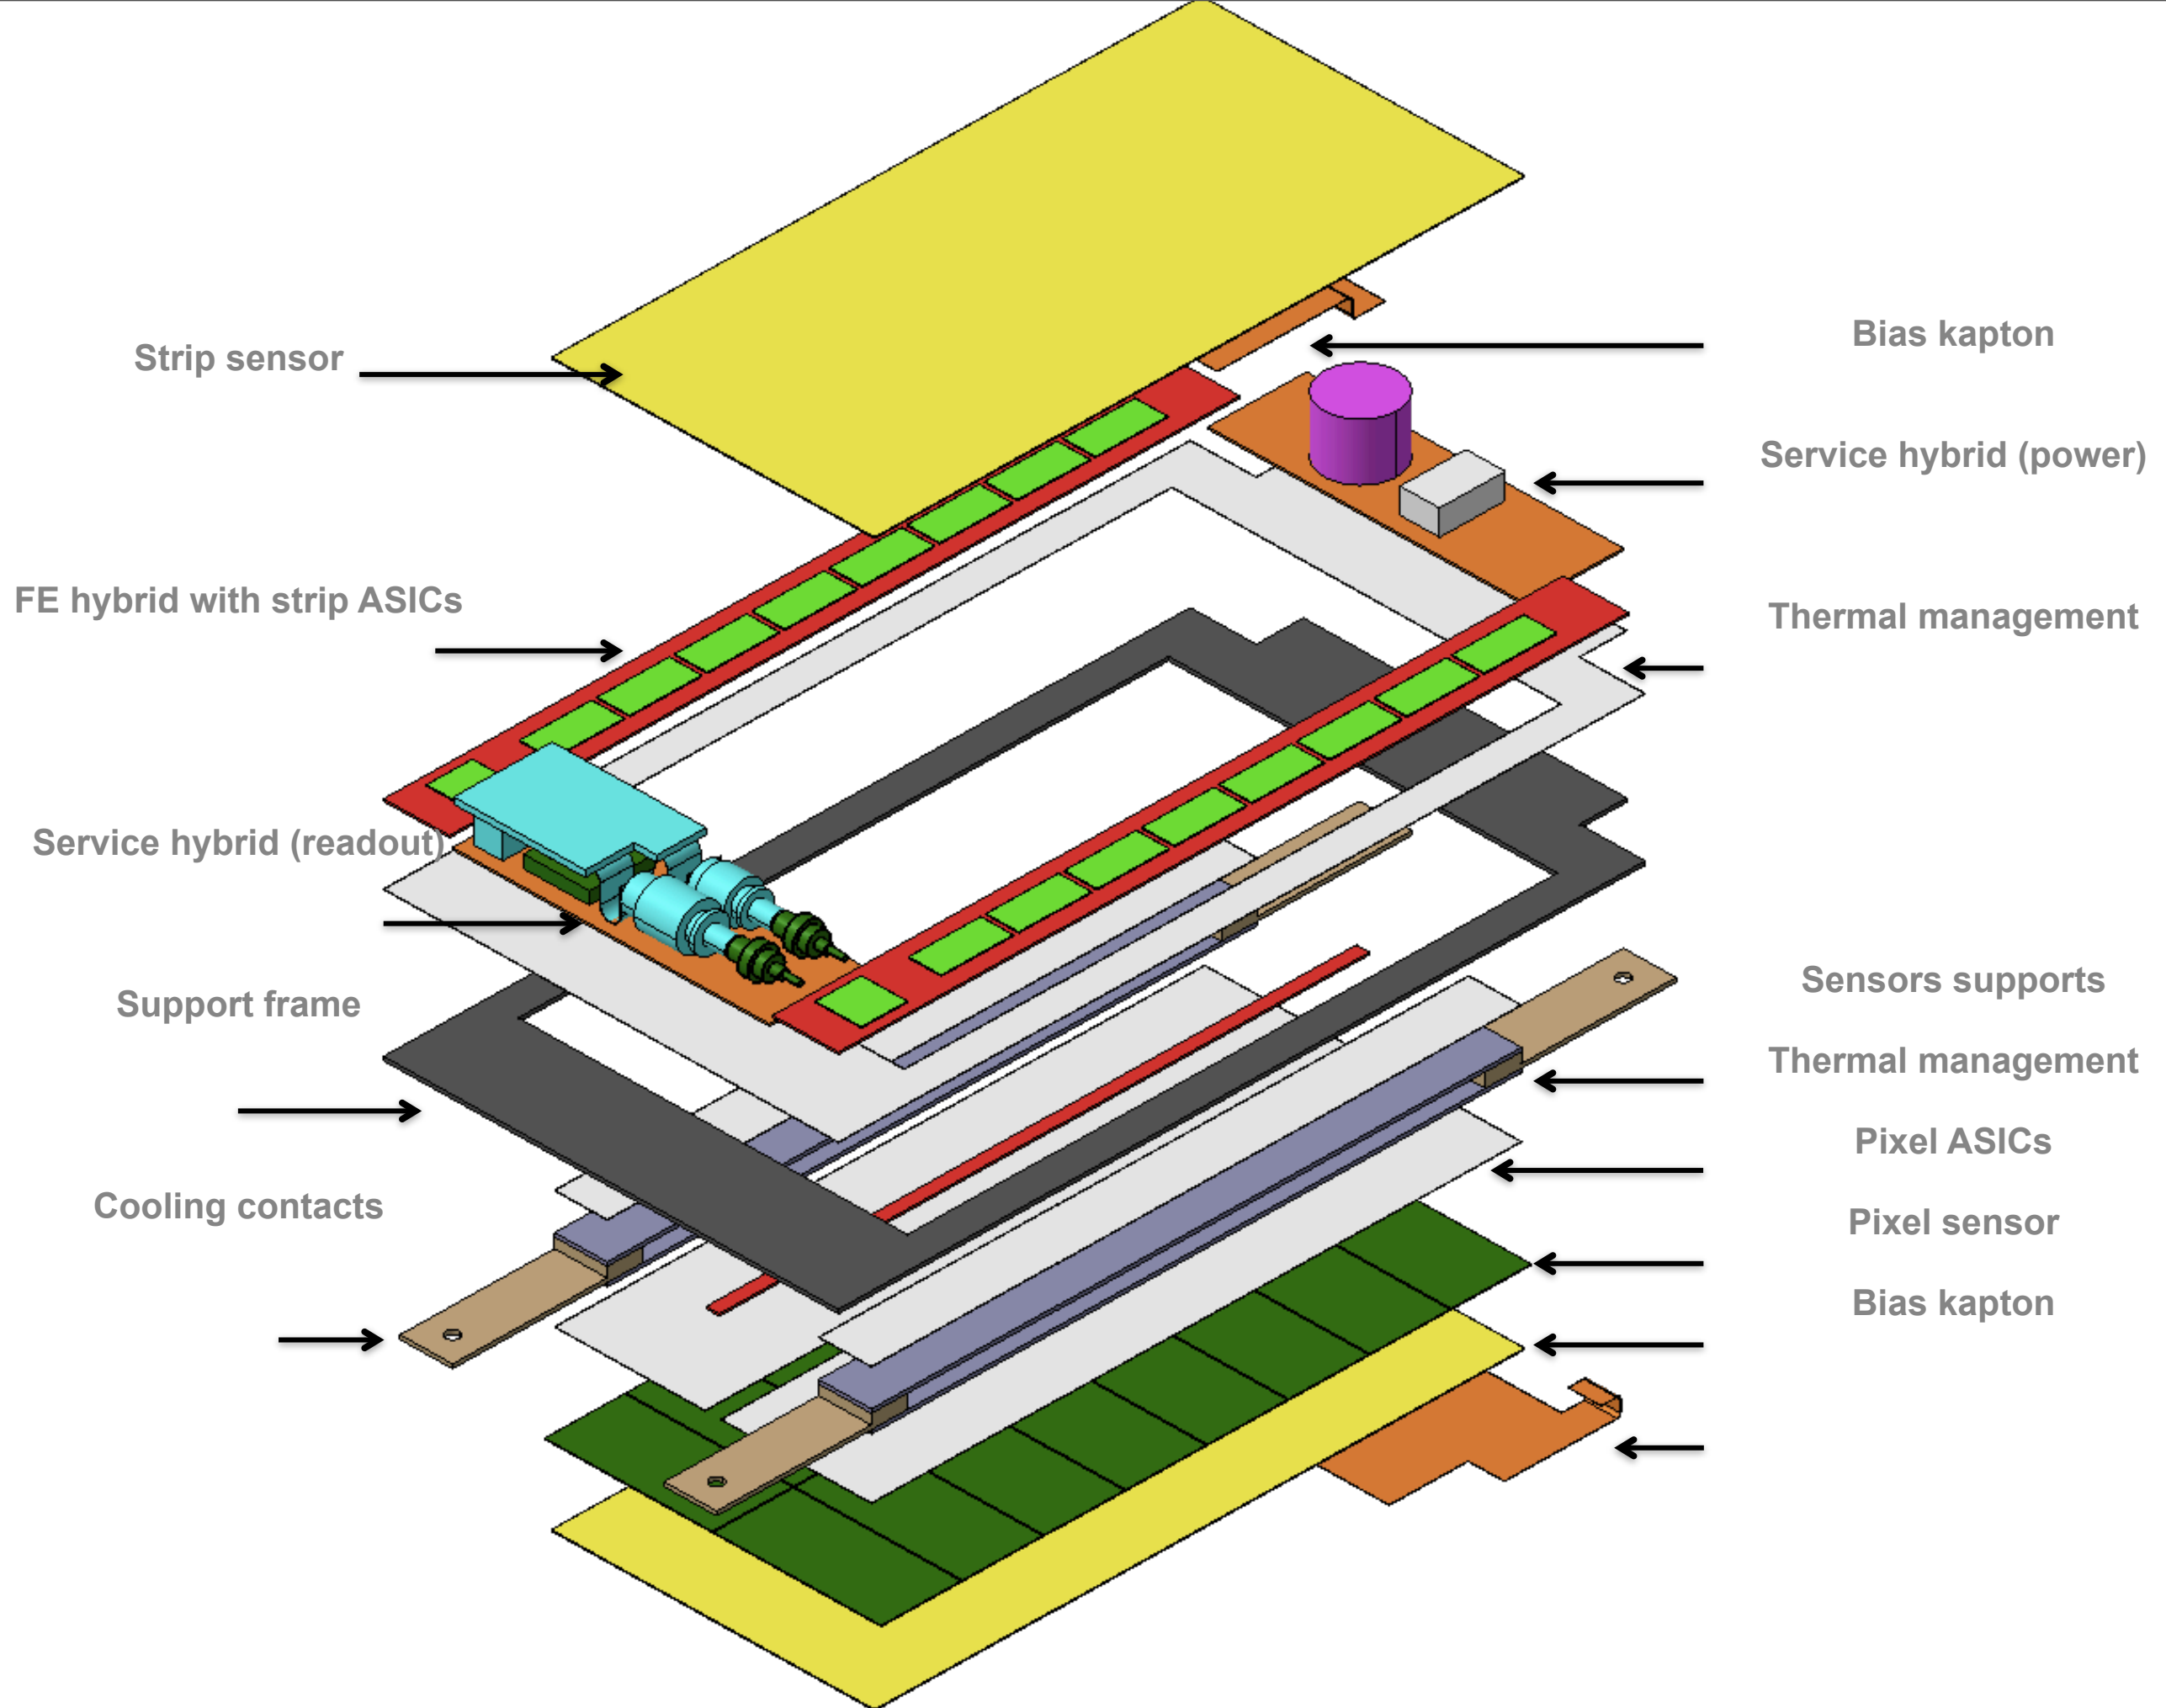 Strip sensor
FE hybrid with strip ASICs
Service hybrid (readout)
Support frame
Cooling contacts
Bias kapton
Service hybrid (power)
Thermal management
Sensors supports
Thermal management
Pixel ASICs
Pixel sensor
Bias kapton